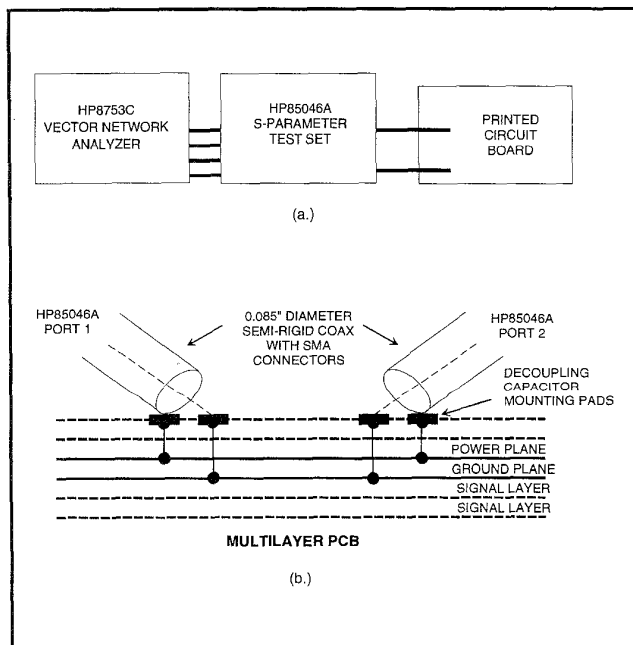 HP8753C
VECTOR NETWORK
ANALYZER
HP85046A
S-PARAMETER
TEST SET
PRINTED
CIRCUIT
BOARD
(a.)
HP85046A
PORT 1
0.085" DIAMETER
SEMI-RIGID COAX
WITH SMA
CONNECTORS
HP85046A
PORT 2
DECOUPLING
CAPACITOR
MOUNTING PADS
POWER PLANE
GROUND PLANE
SIGNAL LAYER
SIGNAL LAYER
MULTILAYER PCB
(b.)